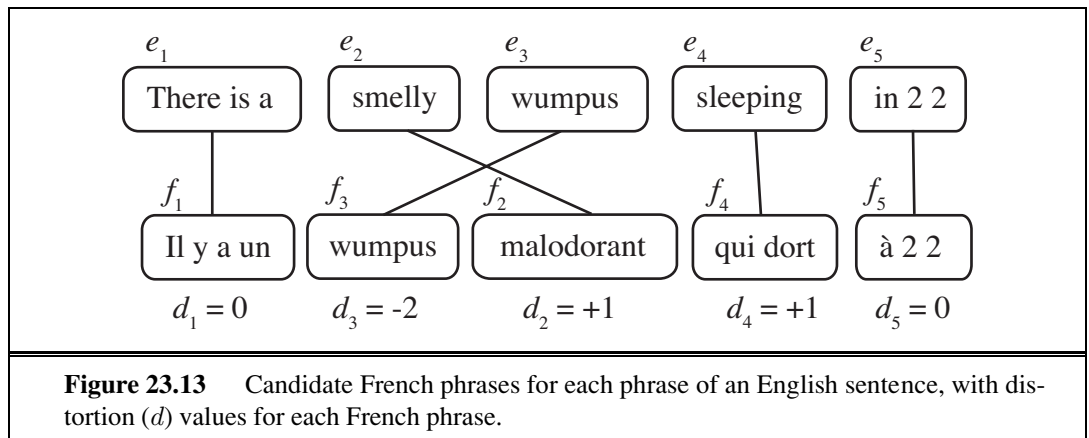 e1 e2 e3 e4 e5
There is a smelly wumpus sleeping in 2 2
f1 f3 f2 f4 f5
Il y a un wumpus malodorant qui dort à 2 2
d1 = 0 d3 = -2 d2 = +1 d4 = +1 d5 = 0
Figure 23.13 Candidate French phrases for each phrase of an English sentence, with dis-
tortion (d) values for each French phrase.